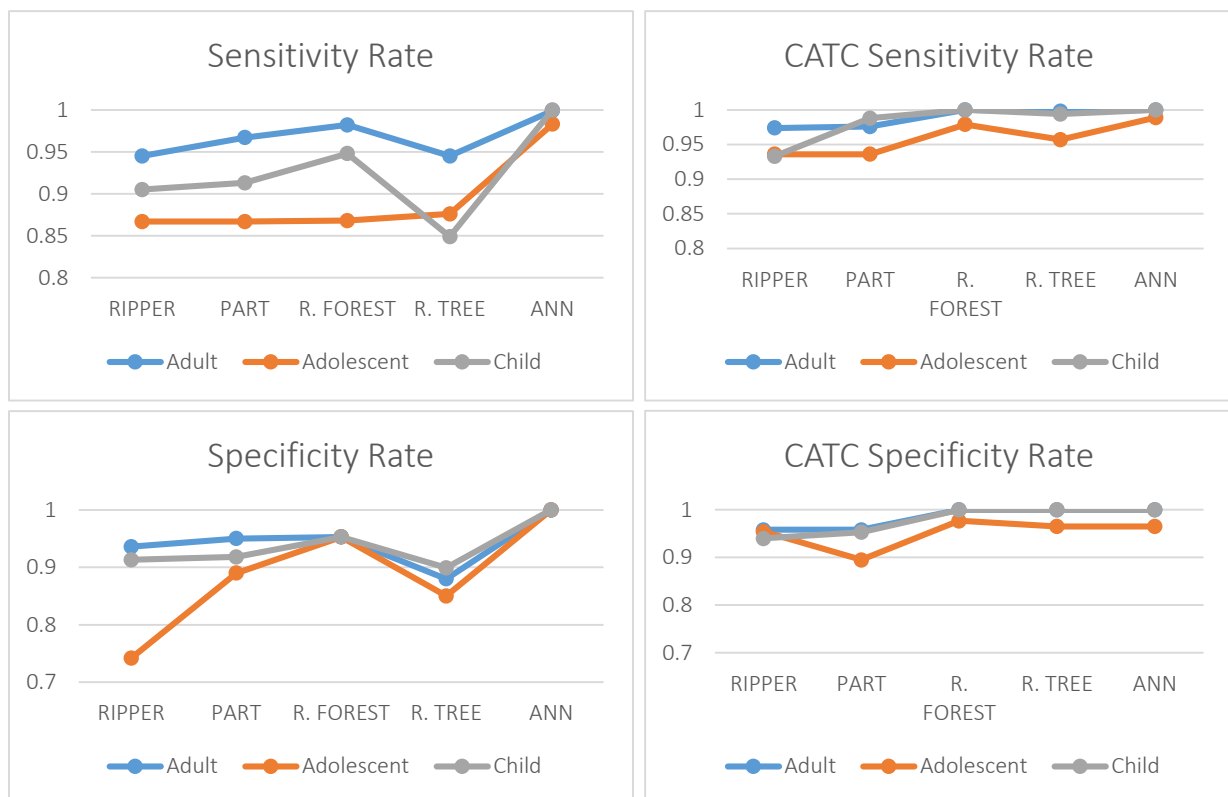 Sensitivity Rate
1
0.95
0.9
0.85
0.8
RIPPER PART R. FOREST R. TREE ANN
Adult Adolescent Child
CATC Sensitivity Rate
1
0.95
0.9
0.85
0.8
RIPPER PART R. R. TREE ANN
FOREST
Adult Adolescent Child
Specificity Rate
1
0.9
0.8
0.7
RIPPER PART R. FOREST R. TREE ANN
Adult Adolescent Child
CATC Specificity Rate
1
0.9
0.8
0.7
RIPPER PART R. R. TREE ANN
FOREST
Adult Adolescent Child